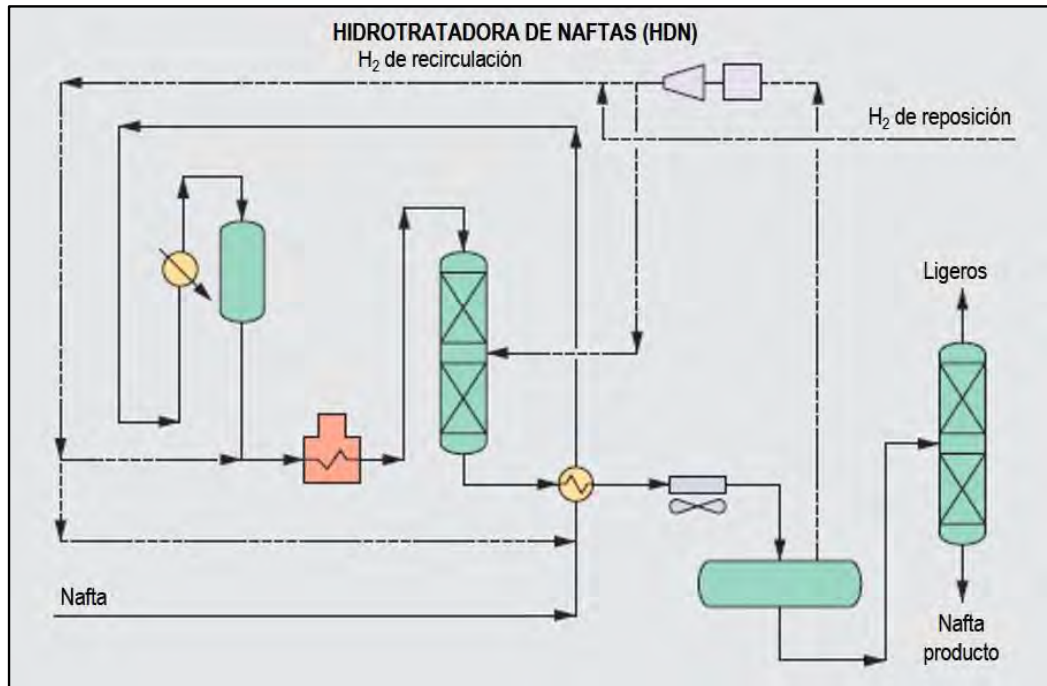 HIDROTRATADORA DE NAFTAS (HDN)
H₂ de recirculación
H₂ de reposición
Ligeros
Nafta
Nafta
producto